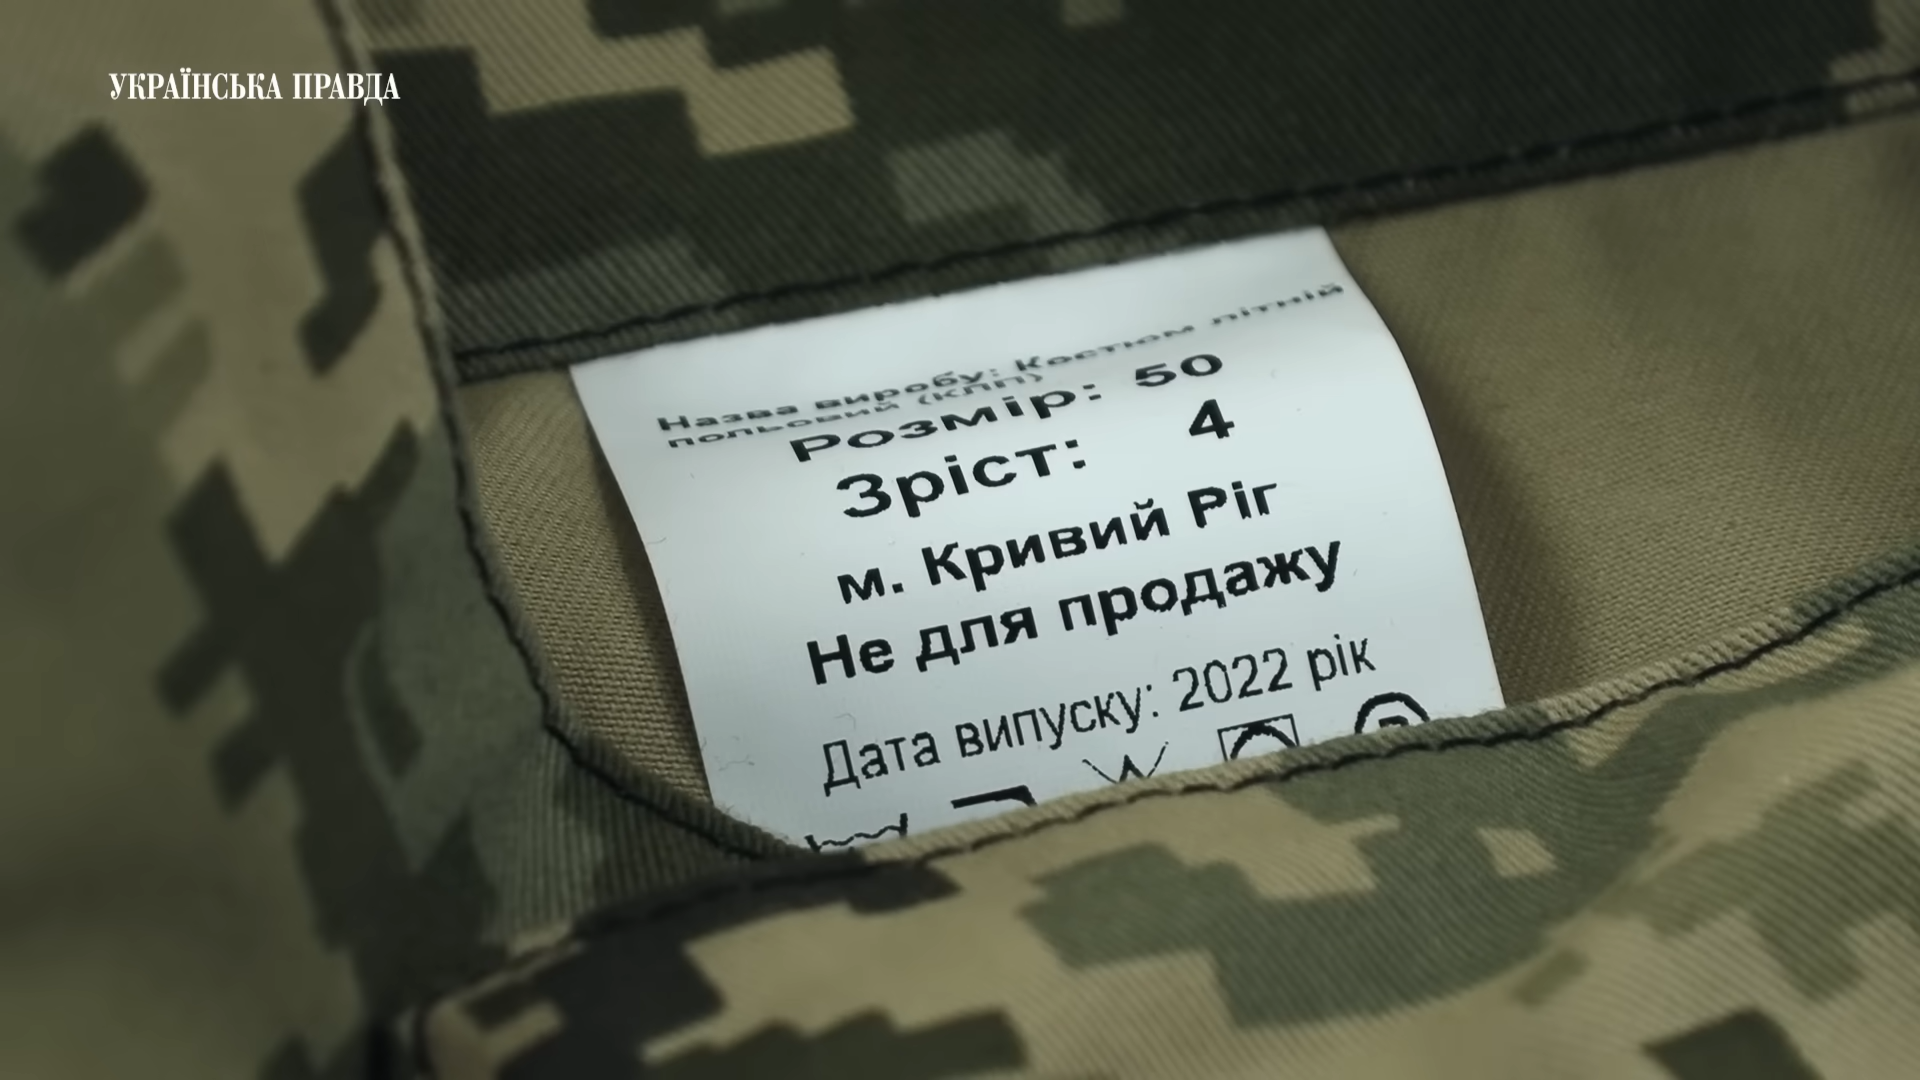 УКРАЇНСЬКА ПРАВДА
Назва виробу: Костюм літній
польовий (КЛП)
Розмір: 50
Зріст: 4
м. Кривий Ріг
Не для продажу
Дата випуску: 2022 рік